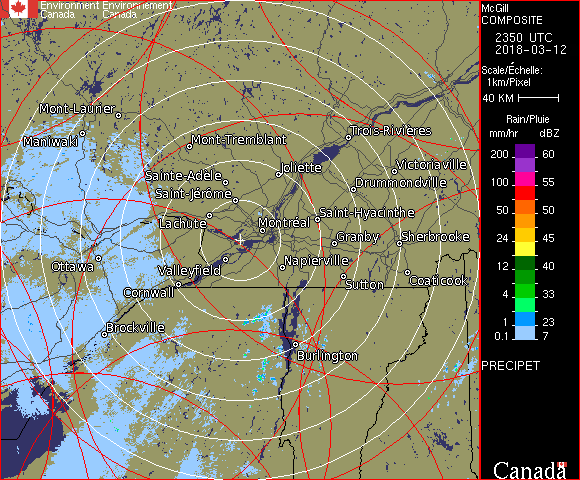 Environment Environnement
Canada Canada
McGill
COMPOSITE
2350 UTC
2018-03-12
Scale/Échelle:
1km/Pixel
40 KM
Rain/Pluie
mm/hr dBZ
200 60
100 55
50 50
24 45
12 40
4 33
1 23
0.1 7
PRECIPET
Canada
Mont-Laurier
Maniwaki
Mont-Tremblant
Trois-Rivières
Sainte-Adèle
Joliette
Victoriaville
Saint-Jérôme
Drummondville
Lachute
Montréal
Saint-Hyacinthe
Granby
Sherbrooke
Ottawa
Valleyfield
Napierville
Cornwall
Sutton
Coaticook
Brockville
Burlington